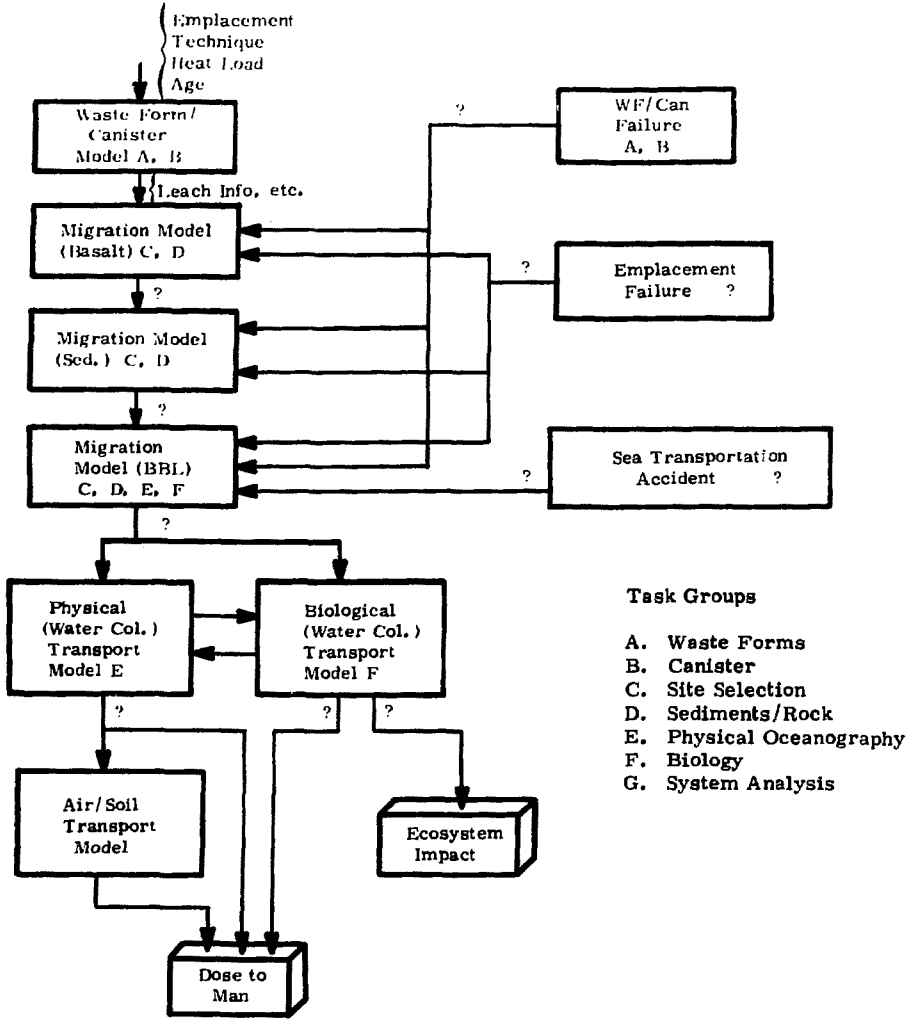 Emplacement
Technique
Heat Load
Age
Waste Form/
Canister
Model A, B
Leach Info, etc.
Migration Model
(Basalt) C, D
?
Migration Model
(Sed.) C, D
?
Migration
Model (BBL)
C, D, E, F
?
?
WF/Can
Failure
A, B
?
Emplacement
Failure ?
?
Sea Transportation
Accident ?
Physical
(Water Col.)
Transport
Model E
Biological
(Water Col.)
Transport
Model F
?
?
?
Air/Soil
Transport
Model
Ecosystem
Impact
Dose to
Man
Task Groups
A. Waste Forms
B. Canister
C. Site Selection
D. Sediments/Rock
E. Physical Oceanography
F. Biology
G. System Analysis